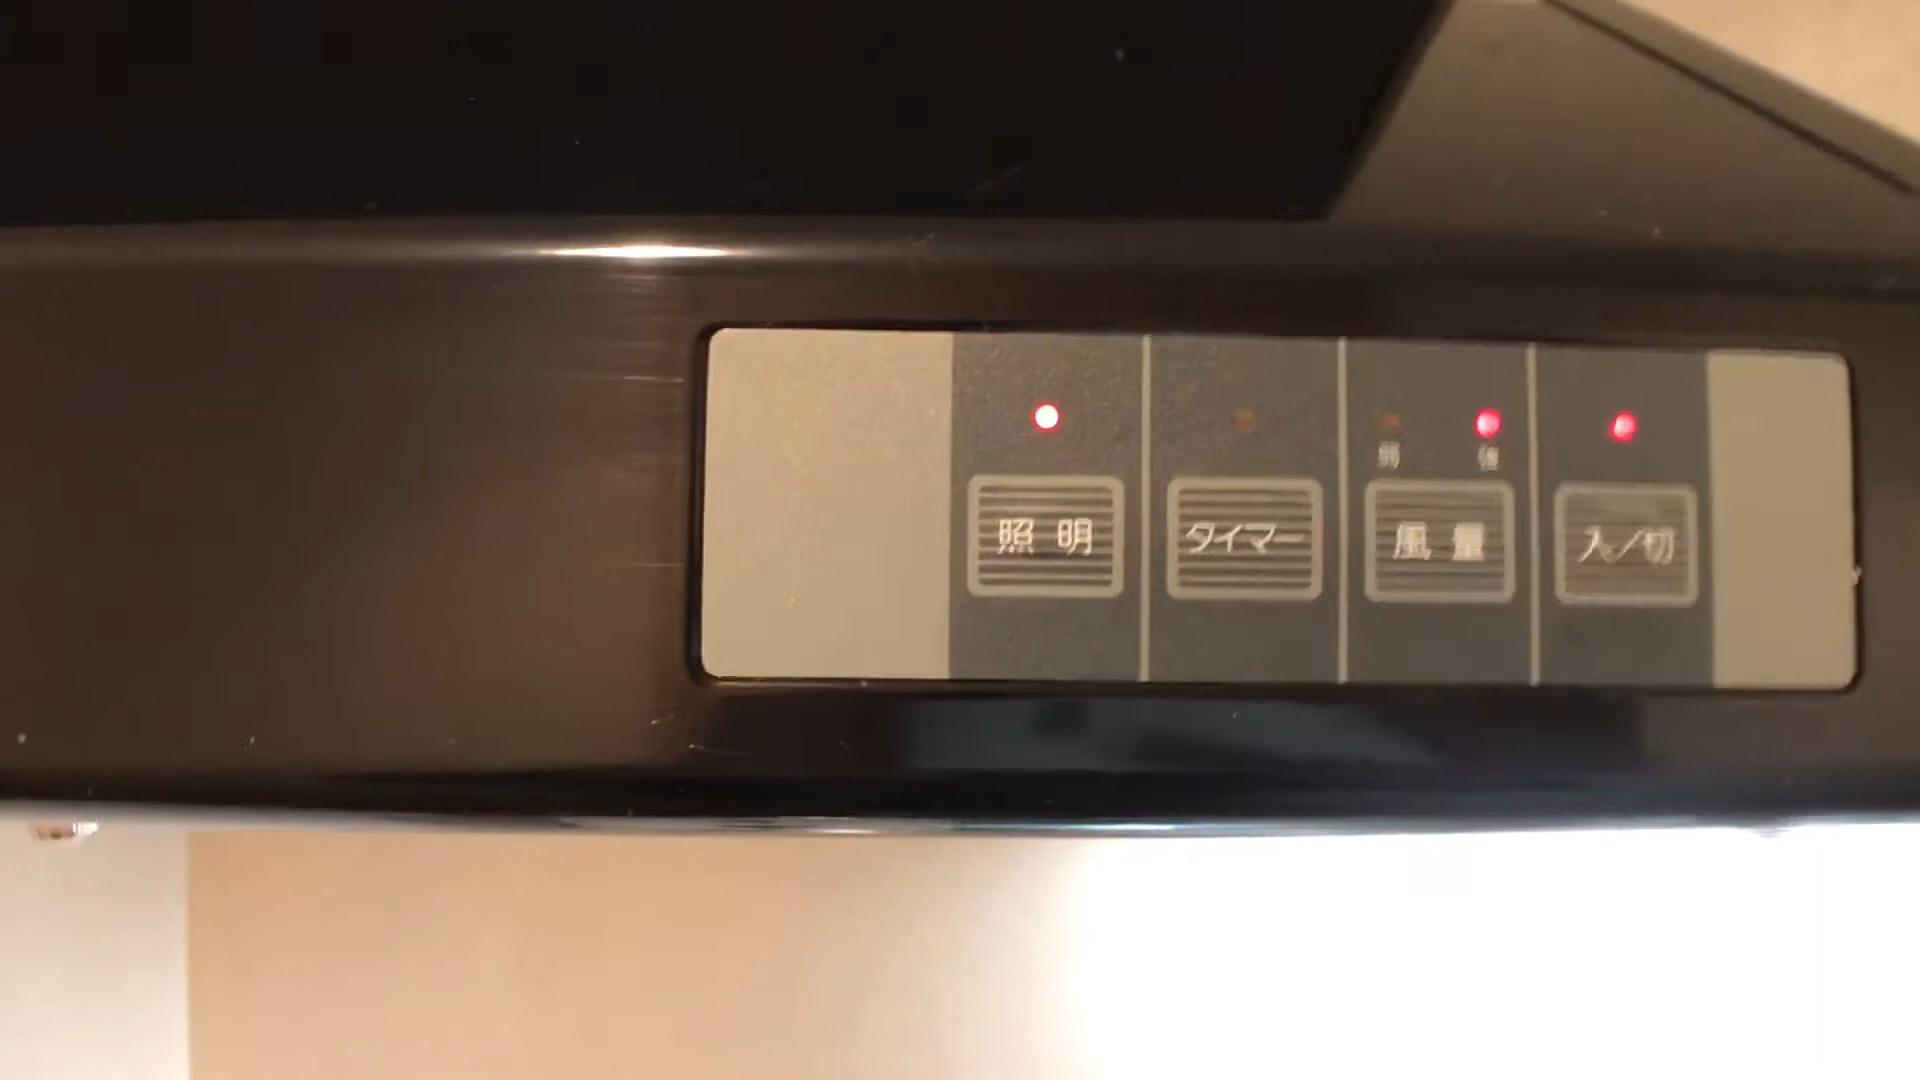 弱 強
照明 タイマー 風量 入/切